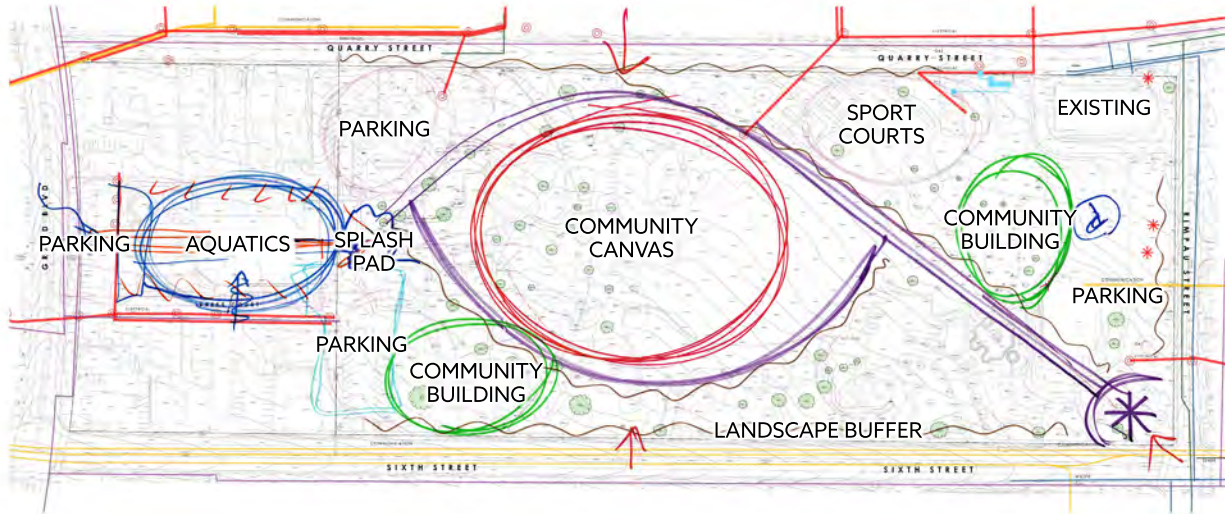 QUARRY STREET
QUARRY STREET
PARKING
SPORT
COURTS
EXISTING
GRAND BLVD
PARKING
AQUATICS
SPLASH
PAD
COMMUNITY
CANVAS
COMMUNITY
BUILDING
P
RIMPAU STREET
PARKING
PARKING
COMMUNITY
BUILDING
LANDSCAPE BUFFER
SIXTH STREET
SIXTH STREET